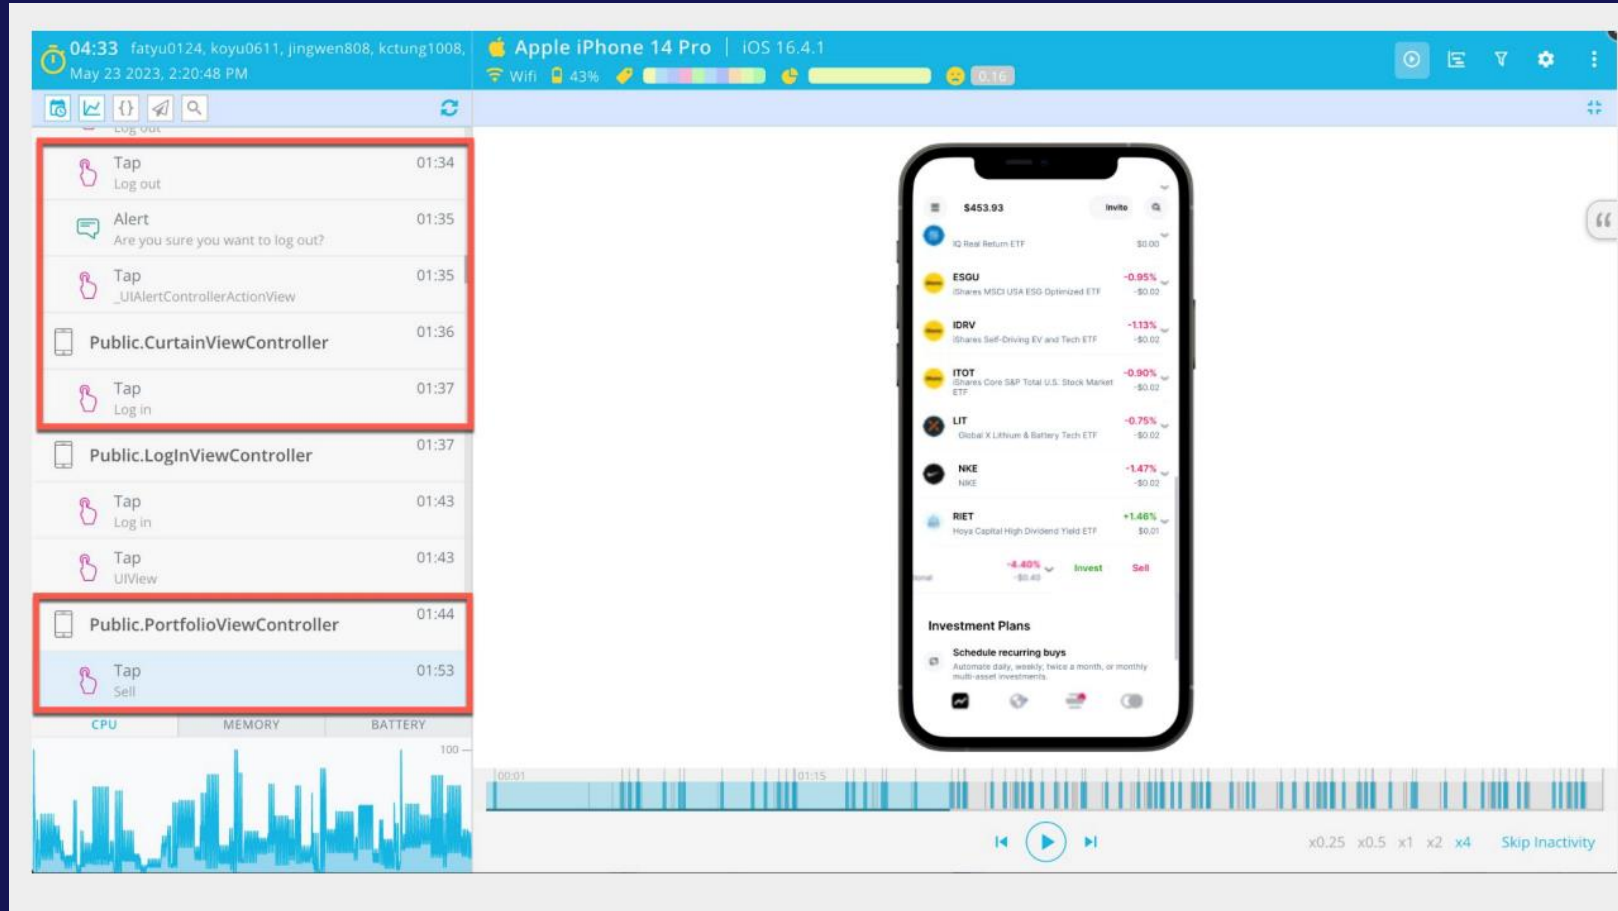 04:33 fatyu0124, koyu0611, jingwen808, kctung1008,
May 23 2023, 2:20:48 PM
Apple iPhone 14 Pro | iOS 16.4.1
Wifi 43% 0.16
{}
Log out
Tap 01:34
Log out
Alert 01:35
Are you sure you want to log out?
Tap 01:35
_UIAlertControllerActionView
Public.CurtainViewController 01:36
Tap 01:37
Log in
Public.LogInViewController 01:37
Tap 01:43
Log in
Tap 01:43
UIView
Public.PortfolioViewController 01:44
Tap 01:53
Sell
CPU MEMORY BATTERY
100
$453.93 Invite
IQ Real Return ETF $0.00
ESGU -0.95%
iShares MSCI USA ESG Optimized ETF -$0.02
IDRV -1.13%
iShares Self-Driving EV and Tech ETF -$0.02
ITOT -0.90%
iShares Core S&P Total U.S. Stock Market -$0.02
ETF
LIT -0.75%
Global X Lithium & Battery Tech ETF -$0.02
NKE -1.47%
NIKE -$0.02
RIET +1.46%
Hoya Capital High Dividend Yield ETF $0.01
-4.40% Invest Sell
-$0.40
Investment Plans
Schedule recurring buys
Automate daily, weekly, twice a month, or monthly
multi-asset investments.
00:01 01:15
x0.25 x0.5 x1 x2 x4 Skip Inactivity